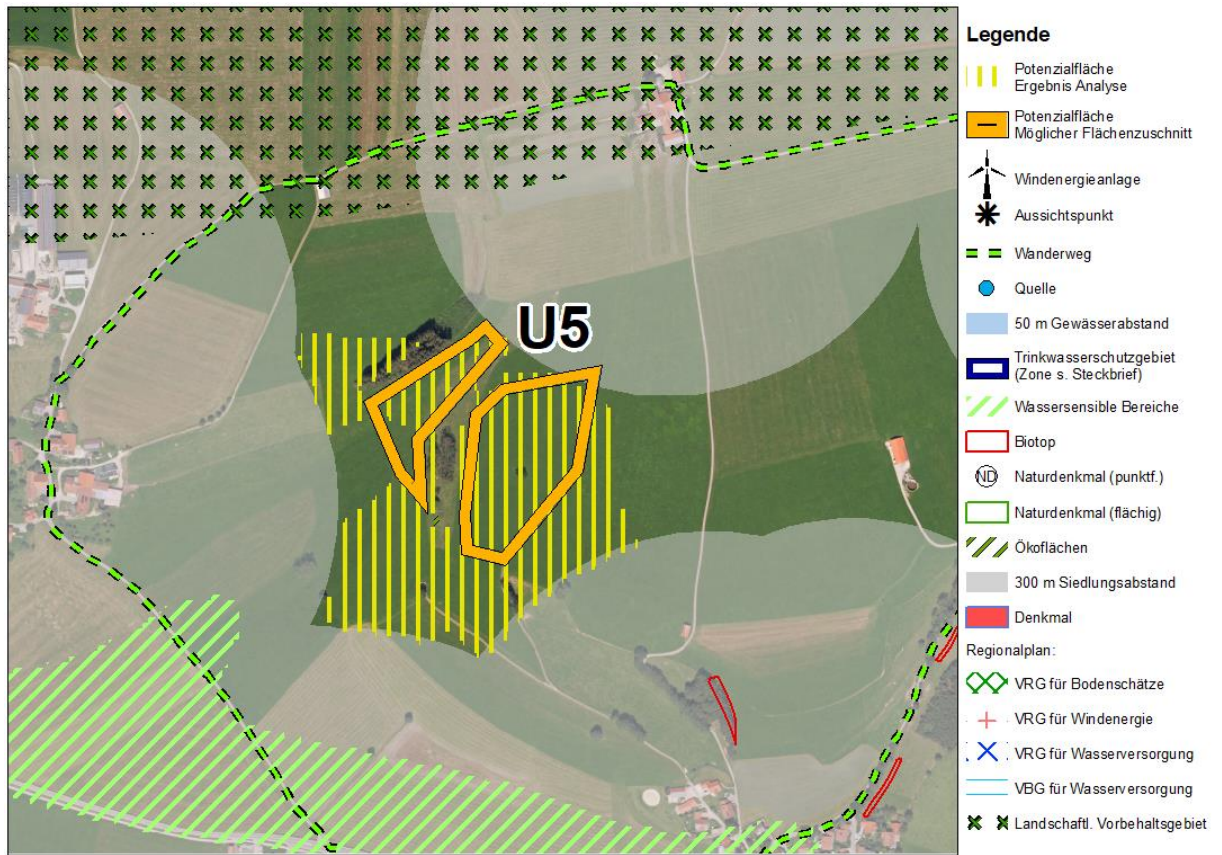 U5
Legende
Potenzialfläche
Ergebnis Analyse
Potenzialfläche
Möglicher Flächenzuschnitt
Windenergieanlage
Aussichtspunkt
Wanderweg
Quelle
50 m Gewässerabstand
Trinkwasserschutzgebiet
(Zone s. Steckbrief)
Wassersensible Bereiche
Biotop
ND
Naturdenkmal (punktf.)
Naturdenkmal (flächig)
Ökoflächen
300 m Siedlungsabstand
Denkmal
Regionalplan:
VRG für Bodenschätze
VRG für Windenergie
VRG für Wasserversorgung
VBG für Wasserversorgung
Landschaftl. Vorbehaltsgebiet